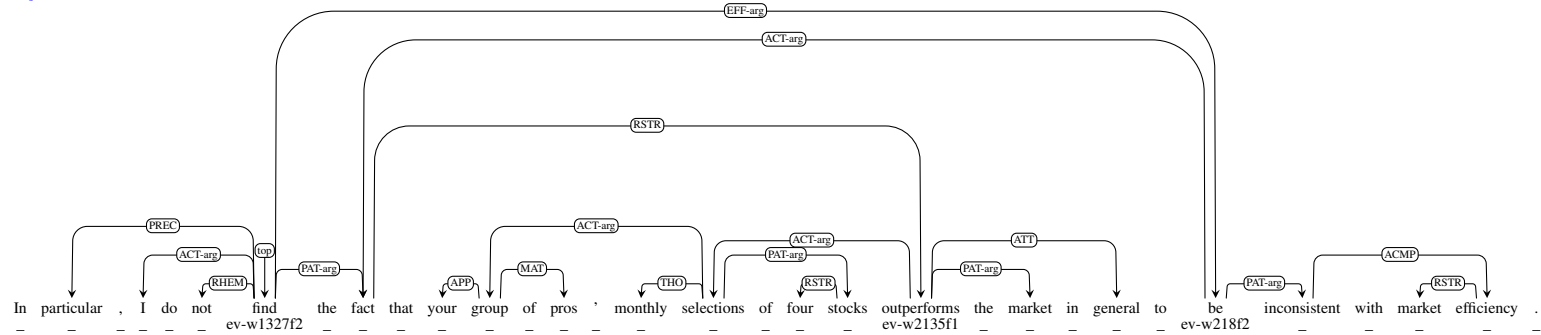 EFF-arg
ACT-arg
RSTR
PREC ACT-arg
top ACT-arg ATT
ACT-arg PAT-arg ACMP
PAT-arg MAT PAT-arg
RHEM APP THO RSTR PAT-arg RSTR
In particular , I do not find the fact that your group of pros ' monthly selections of four stocks outperforms the market in general to be inconsistent with market efficiency .
_ _ _ _ _ _ ev-w1327f2 _ _ _ _ _ _ _ _ _ _ _ _ _ ev-w2135f1 _ _ _ _ _ ev-w218f2 _ _ _ _ _